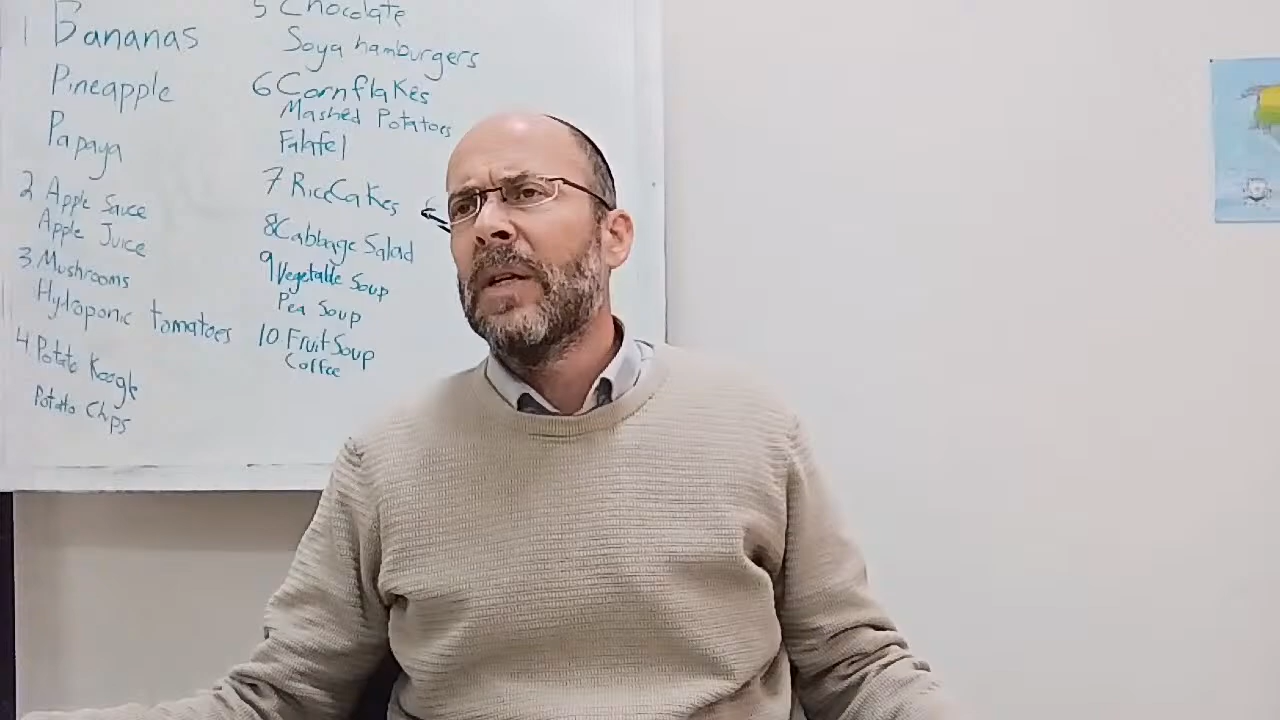 1 Bananas
Pineapple
Papaya
2 Apple Sauce
Apple Juice
3. Mushrooms
Hydroponic tomatoes
4. Potato Koogle
Potato Chips
5 Chocolate
Soya hamburgers
6 Cornflakes
Mashed Potatoes
Falafel
7 RiceCakes
8 Cabbage Salad
9 Vegetable Soup
Pea Soup
10 Fruit Soup
Coffee